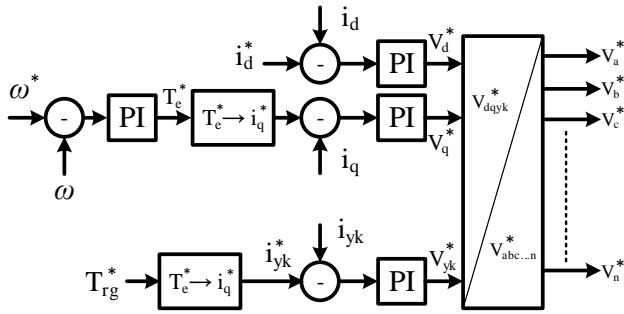 i_d
i_d^*
-
PI
V_d^*
V_a^*
ω^*
-
PI
T_e^*
T_e^* → i_q^*
-
PI
V_q^*
V_dqyk^*
V_b^*
V_c^*
ω
i_q
i_yk
T_rg^*
T_e^* → i_q^*
i_yk^*
-
PI
V_yk^*
V_abc...n^*
V_n^*